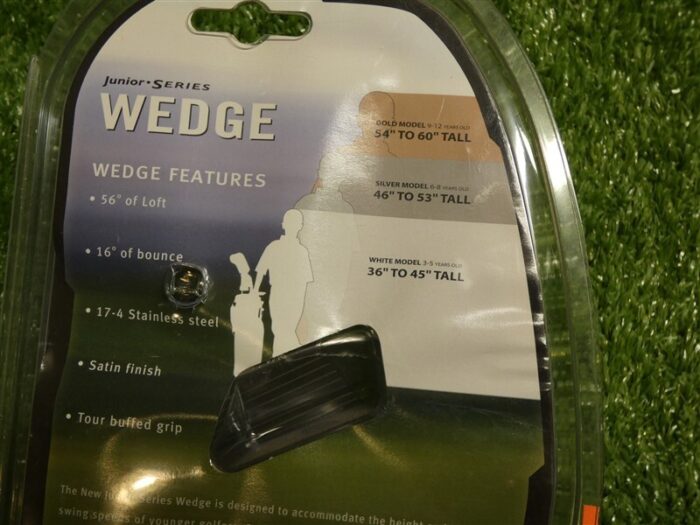 Junior • SERIES
WEDGE
GOLD MODEL 9-12 YEARS OLD
54" TO 60" TALL
WEDGE FEATURES
SILVER MODEL 6-8 YEARS OLD
46" TO 53" TALL
• 56° of Loft
• 16° of bounce
WHITE MODEL 3-5 YEARS OLD
36" TO 45" TALL
• 17-4 Stainless steel
• Satin finish
• Tour buffed grip
The New Series Wedge is designed to accommodate the height
swing speeds of younger